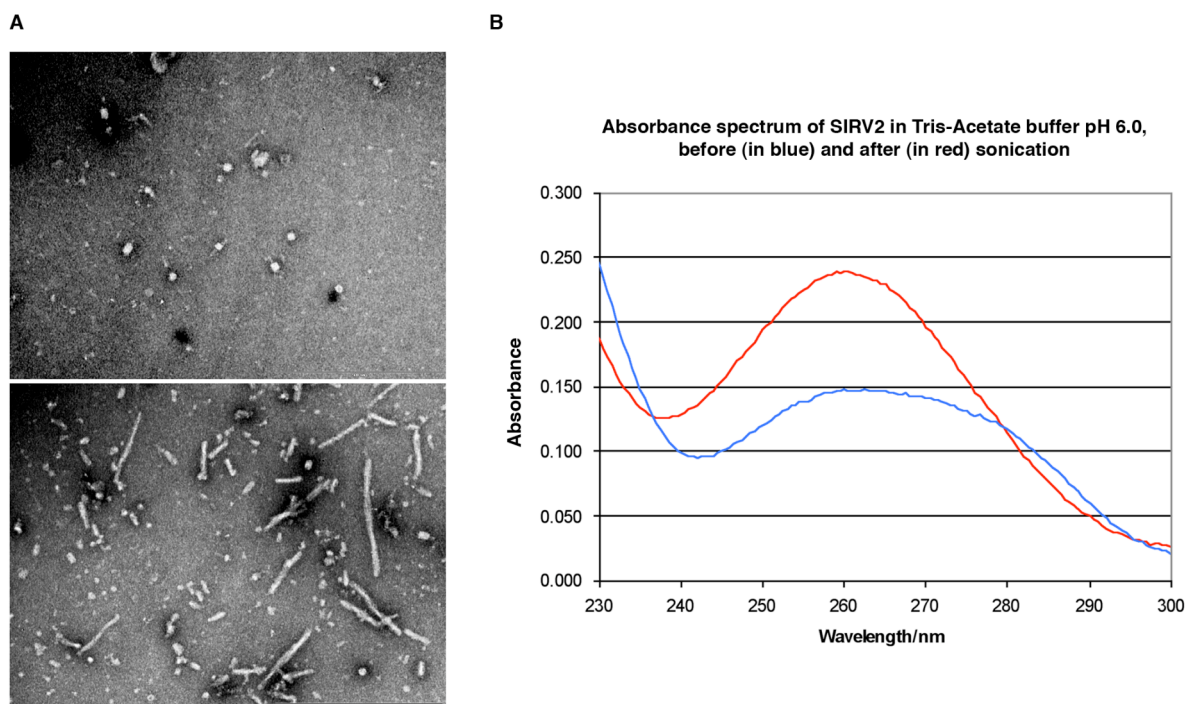 A
B
Absorbance spectrum of SIRV2 in Tris-Acetate buffer pH 6.0,
before (in blue) and after (in red) sonication
0.300
0.250
0.200
0.150
0.100
0.050
0.000
Absorbance
230 240 250 260 270 280 290 300
Wavelength/nm